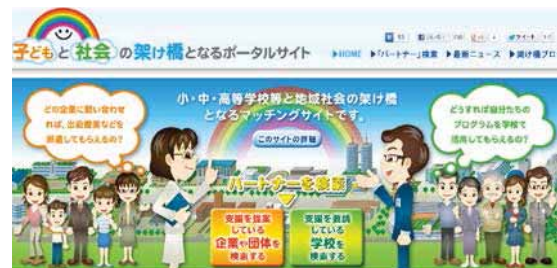 子どもと社会の架け橋となるポータルサイト
▶HOME ▶「パートナー」検索 ▶最新ニュース ▶架け橋プロ
どの企業に問い合わせ
れば、出前授業などを
派遣してもらえるの?
小・中・高等学校等と地域社会の架け橋
となるマッチングサイトです。
このサイトの詳細
どうすれば自分たちの
プログラムを学校で
活用してもらえるの?
パートナーを検索
支援を提案
している
企業や団体を
検索する
支援を要請
している
学校を
検索する